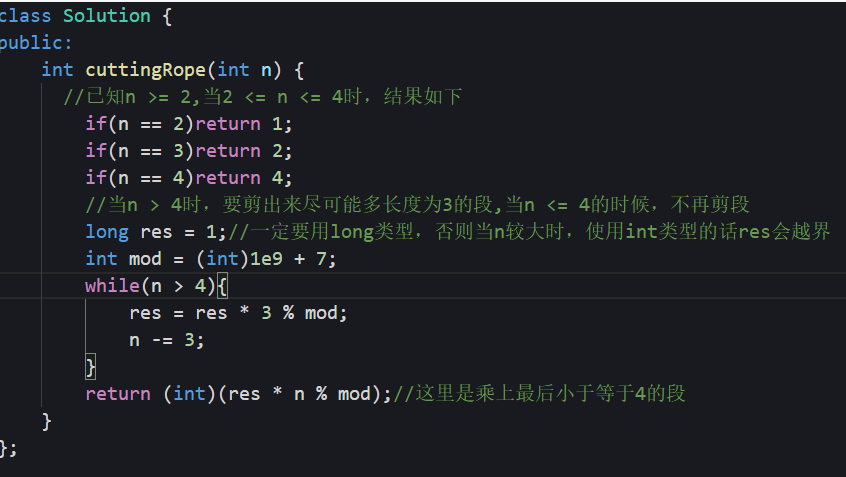 class Solution {
public:
    int cuttingRope(int n) {
      //已知n >= 2,当2 <= n <= 4时，结果如下
        if(n == 2)return 1;
        if(n == 3)return 2;
        if(n == 4)return 4;
        //当n > 4时，要剪出来尽可能多长度为3的段,当n <= 4的时候，不再剪段
        long res = 1;//一定要用long类型，否则当n较大时，使用int类型的话res会越界
        int mod = (int)1e9 + 7;
        while(n > 4){
            res = res * 3 % mod;
            n -= 3;
        }
        return (int)(res * n % mod);//这里是乘上最后小于等于4的段
    }
};